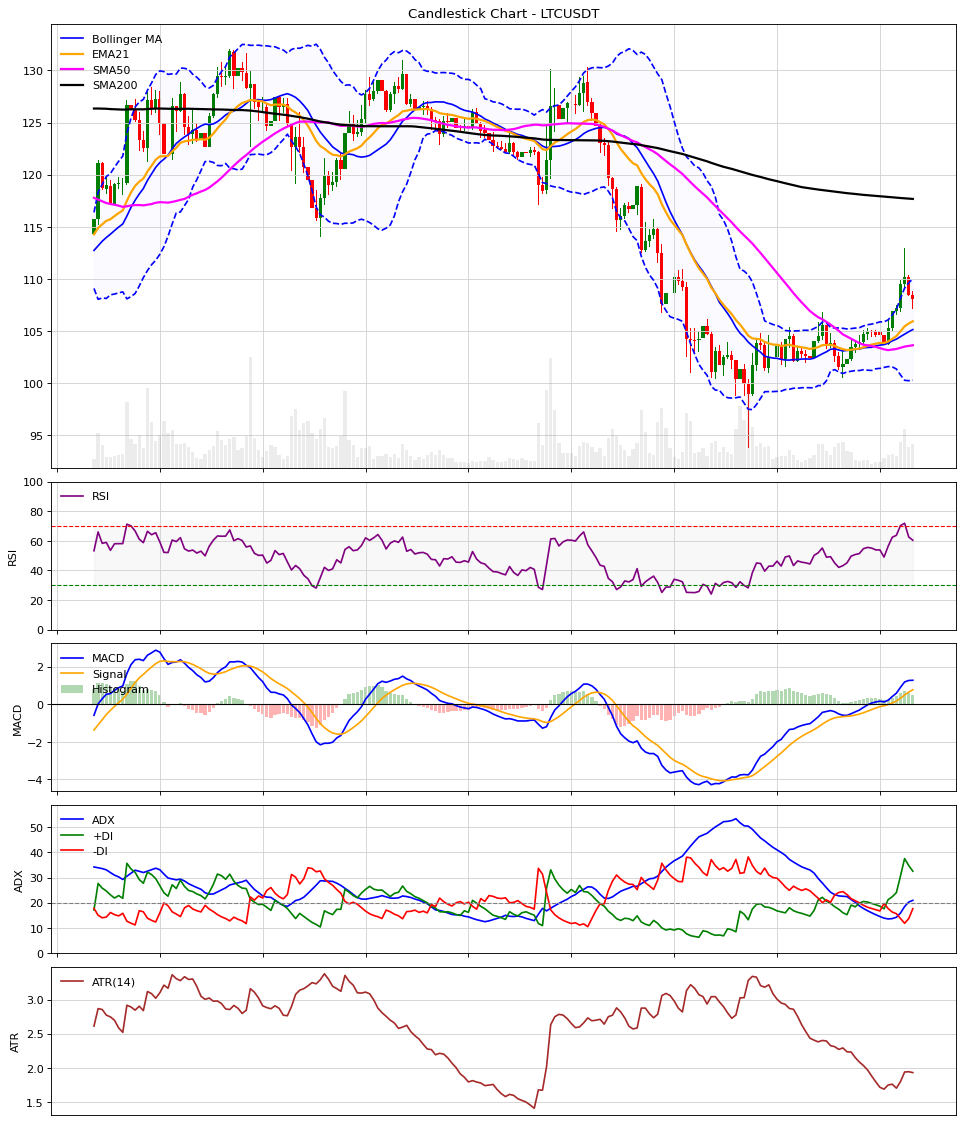 Candlestick Chart - LTCUSDT
Bollinger MA
EMA21
SMA50
SMA200
130
125
120
115
110
105
100
95
RSI
100
80
60
40
20
0
RSI
MACD
Signal
Histogram
2
0
−2
−4
MACD
ADX
+DI
-DI
50
40
30
20
10
0
ADX
ATR(14)
3.0
2.5
2.0
1.5
ATR